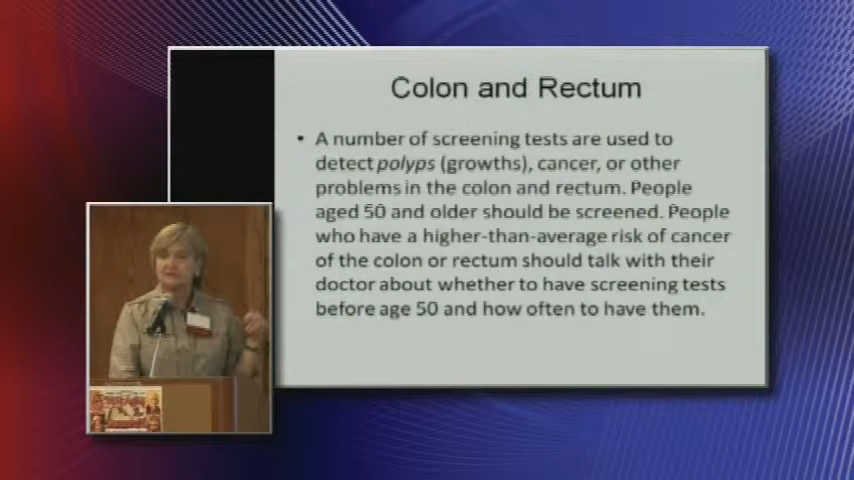 Colon and Rectum
• A number of screening tests are used to
detect polyps (growths), cancer, or other
problems in the colon and rectum. People
aged 50 and older should be screened. People
who have a higher-than-average risk of cancer
of the colon or rectum should talk with their
doctor about whether to have screening tests
before age 50 and how often to have them.